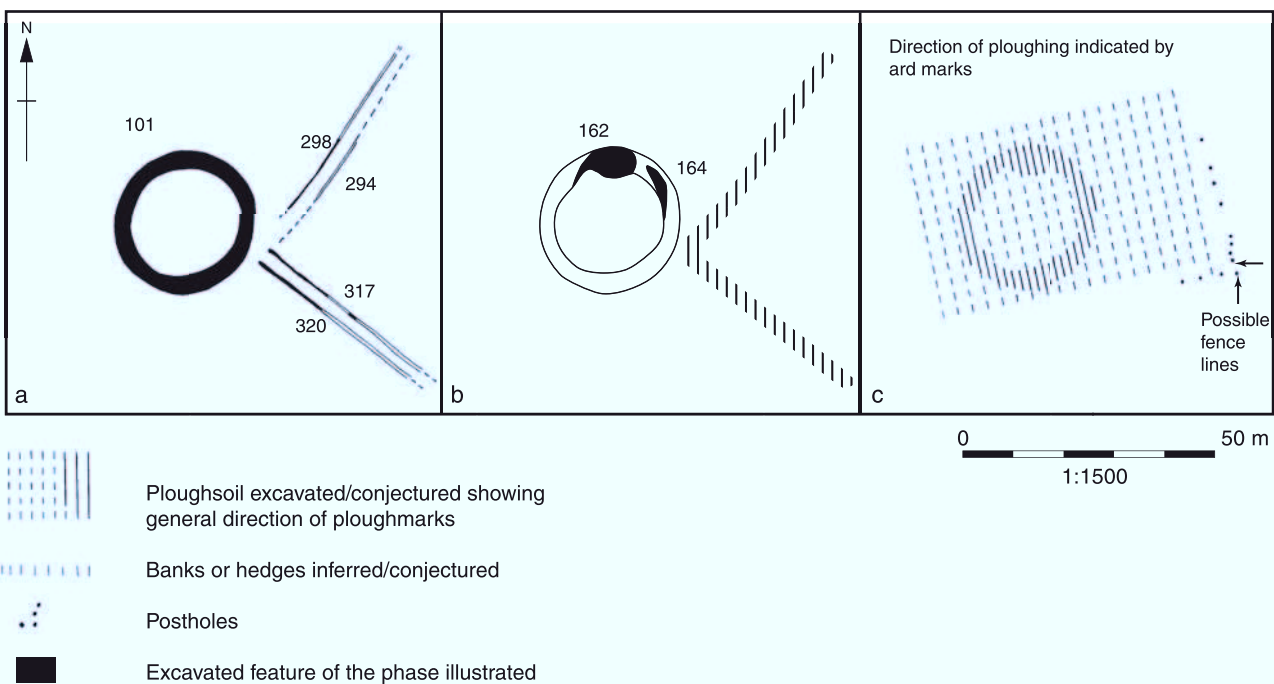 N
101
298
294
317
320
a
162
164
b
Direction of ploughing indicated by
ard marks
Possible
fence
lines
c
0 50 m
1:1500
Ploughsoil excavated/conjectured showing
general direction of ploughmarks
Banks or hedges inferred/conjectured
Postholes
Excavated feature of the phase illustrated